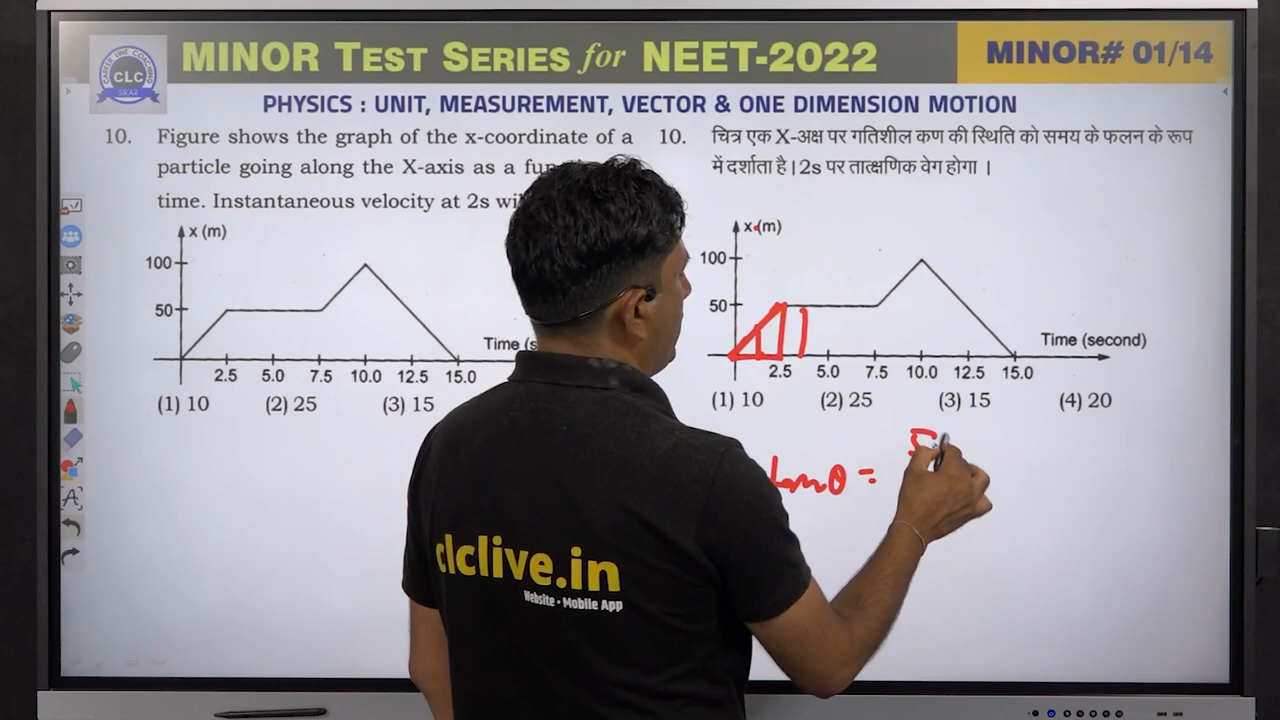 MINOR TEST SERIES for NEET-2022
MINOR# 01/14
CAREER LINE COACHING
CLC
SIKAR
PHYSICS : UNIT, MEASUREMENT, VECTOR & ONE DIMENSION MOTION
10. Figure shows the graph of the x-coordinate of a
particle going along the X-axis as a
time. Instantaneous velocity at 2s
x (m)
100
50
Time
2.5 5.0 7.5 10.0 12.5 15.0
(1) 10 (2) 25 (3) 15
10. चित्र एक X-अक्ष पर गतिशील कण की स्थिति को समय के फलन के रूप
में दर्शाता है। 2s पर तात्क्षणिक वेग होगा ।
x (m)
100
50
Time (second)
2.5 5.0 7.5 10.0 12.5 15.0
(1) 10 (2) 25 (3) 15 (4) 20
tanθ = 5
clclive.in
Website • Mobile App